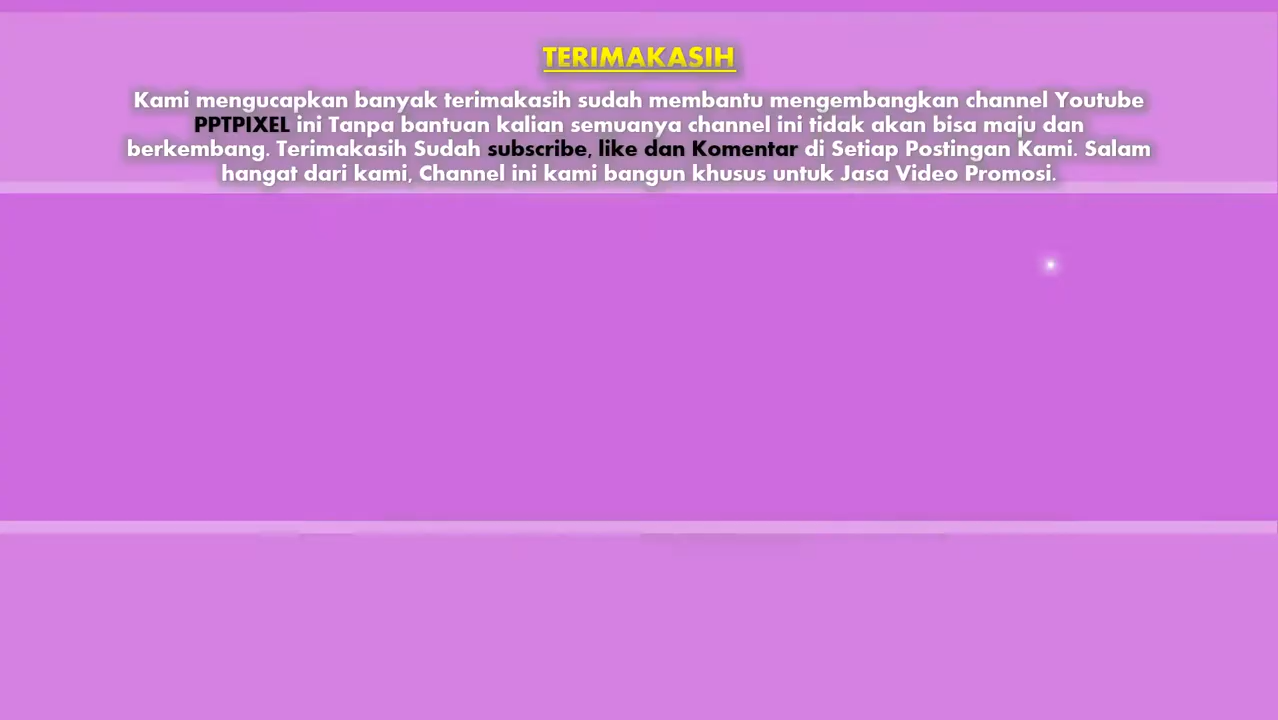 TERIMAKASIH
Kami mengucapkan banyak terimakasih sudah membantu mengembangkan channel Youtube
PPTPIXEL ini Tanpa bantuan kalian semuanya channel ini tidak akan bisa maju dan
berkembang. Terimakasih Sudah subscribe, like dan Komentar di Setiap Postingan Kami. Salam
hangat dari kami, Channel ini kami bangun khusus untuk Jasa Video Promosi.